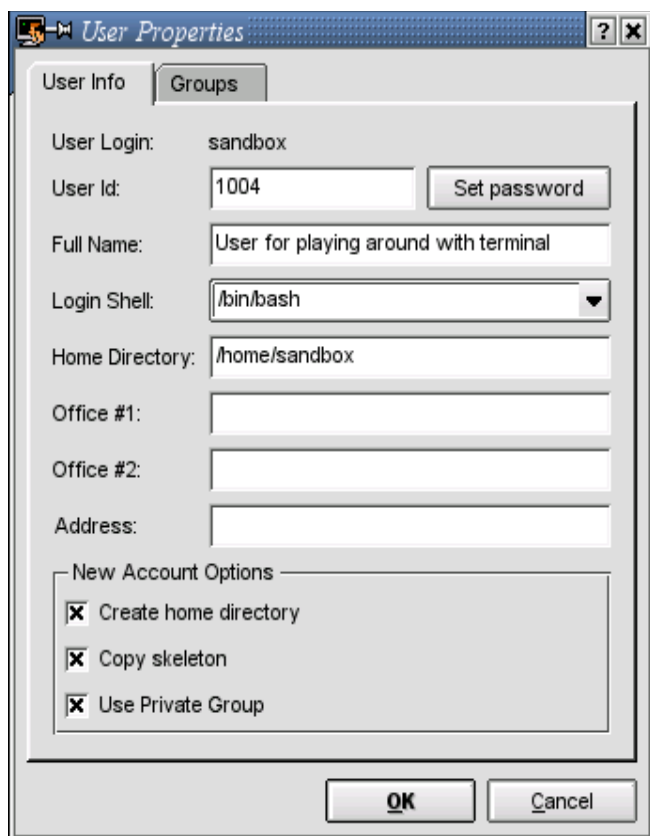 User Properties
User Info Groups
User Login: sandbox
User Id: 1004 Set password
Full Name: User for playing around with terminal
Login Shell: /bin/bash
Home Directory: /home/sandbox
Office #1:
Office #2:
Address:
New Account Options
Create home directory
Copy skeleton
Use Private Group
OK Cancel